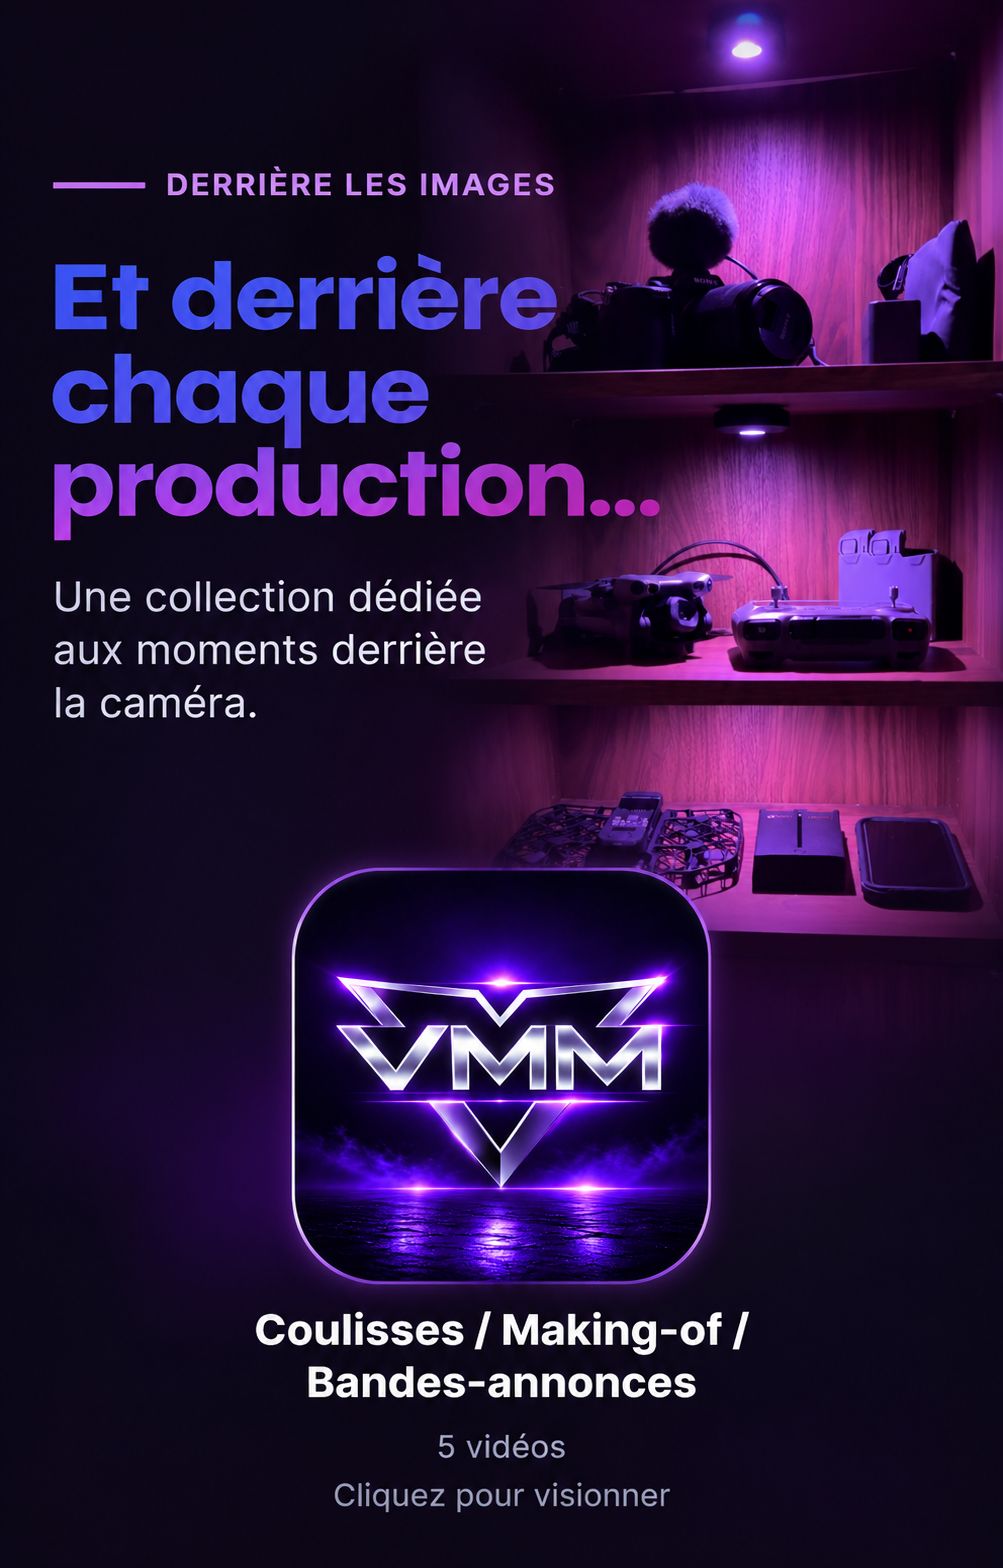 DERRIÈRE LES IMAGES
Et derrière
chaque
production...
Une collection dédiée
aux moments derrière
la caméra.
VMM
Coulisses / Making-of /
Bandes-annonces
5 vidéos
Cliquez pour visionner